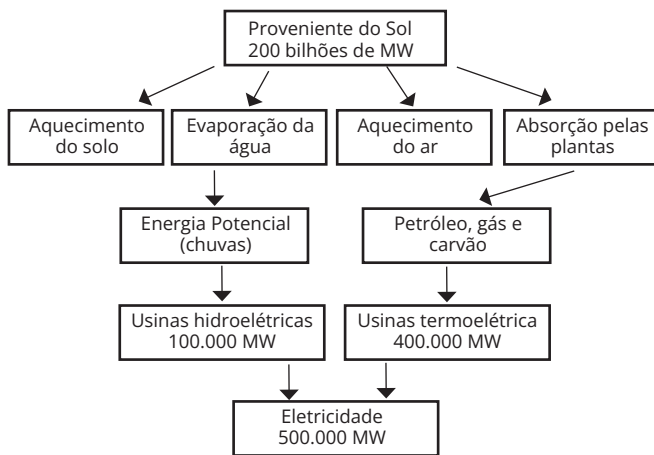 Proveniente do Sol
200 bilhões de MW
Aquecimento
do solo
Evaporação da
água
Aquecimento
do ar
Absorção pelas
plantas
Energia Potencial
(chuvas)
Petróleo, gás e
carvão
Usinas hidroelétricas
100.000 MW
Usinas termoelétrica
400.000 MW
Eletricidade
500.000 MW